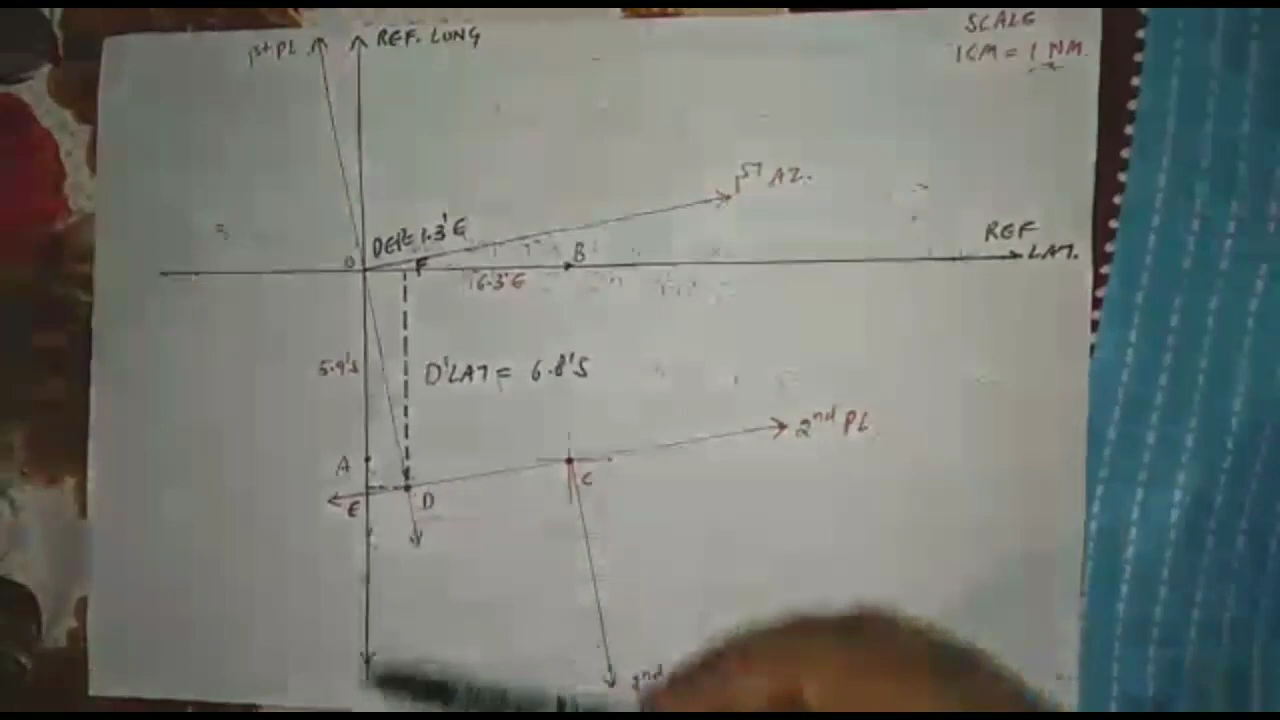 SCALE
1CM = 1 NM.
1st PL
REF. LONG
1ST AZ.
DEP = 1.3'E
O
F
B
REF
LAT.
6.3'E
5.9'S
D'LAT = 6.8'S
2nd PL
A
C
E
D
2nd